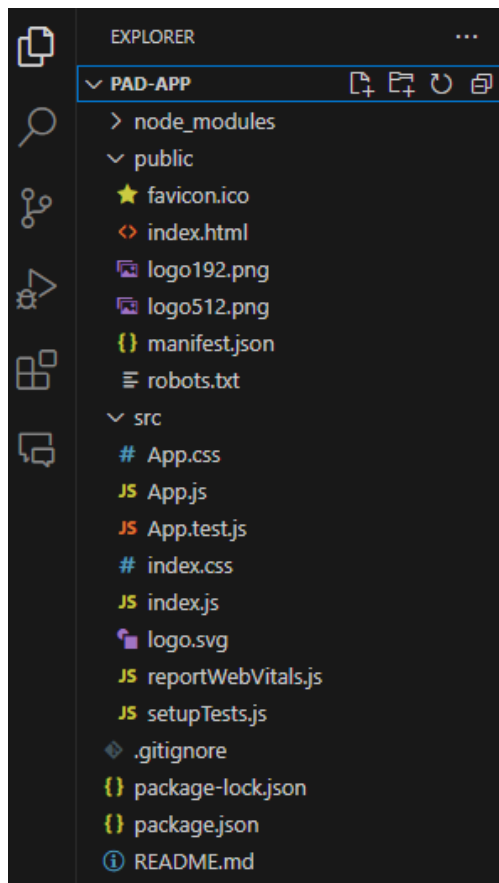 EXPLORER
PAD-APP
node_modules
public
favicon.ico
index.html
logo192.png
logo512.png
manifest.json
robots.txt
src
App.css
App.js
App.test.js
index.css
index.js
logo.svg
reportWebVitals.js
setupTests.js
.gitignore
package-lock.json
package.json
README.md